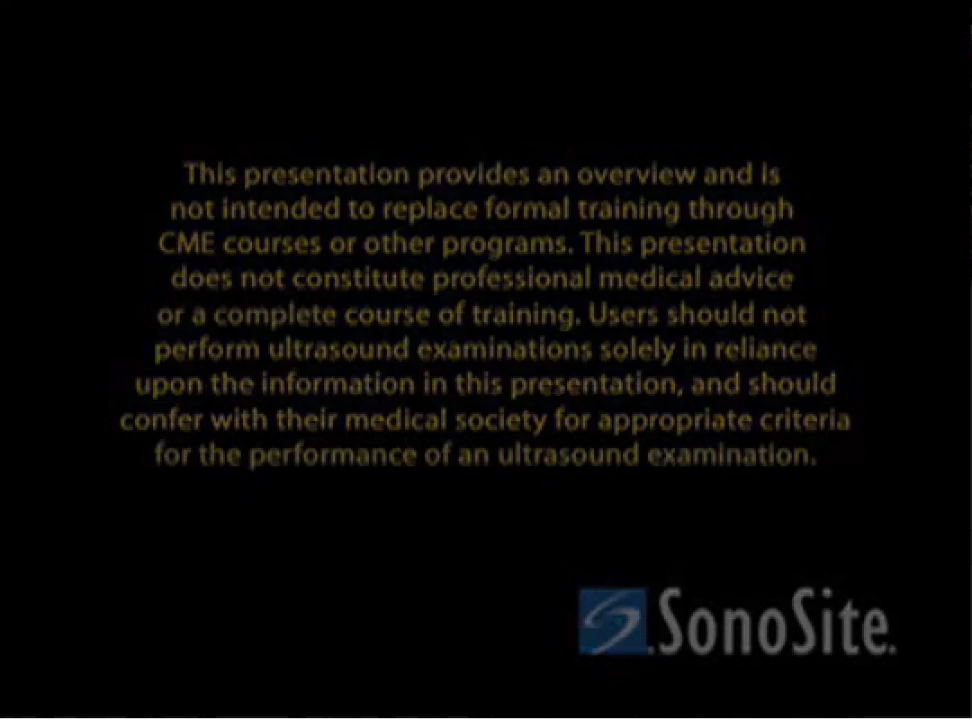 This presentation provides an overview and is
not intended to replace formal training through
CME courses or other programs. This presentation
does not constitute professional medical advice
or a complete course of training. Users should not
perform ultrasound examinations solely in reliance
upon the information in this presentation, and should
confer with their medical society for appropriate criteria
for the performance of an ultrasound examination.
SonoSite.